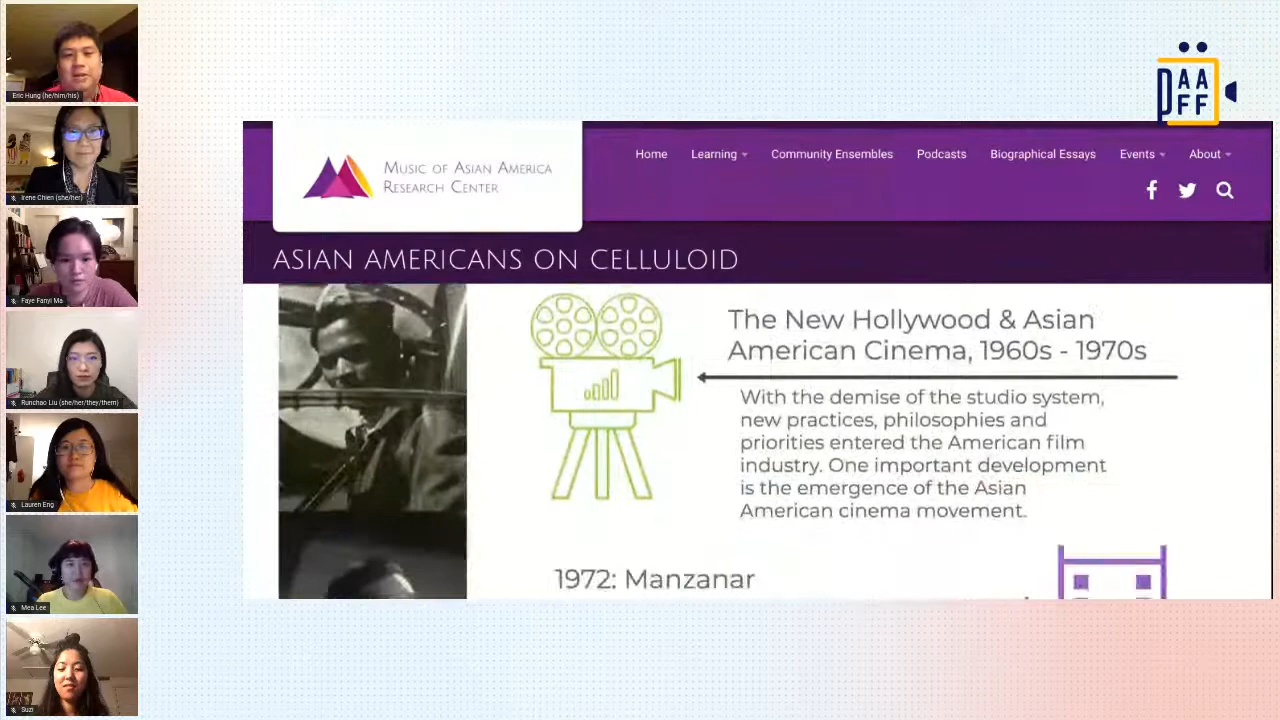 Eric Hung (he/him/his)
Irene Chien (she/her)
Faye Fanyi Ma
Runchao Liu (she/her/they/them)
Lauren Eng
Mea Lee
Suzi
DAA
FF
Music of Asian America
Research Center
Home Learning Community Ensembles Podcasts Biographical Essays Events About
ASIAN AMERICANS ON CELLULOID
The New Hollywood & Asian
American Cinema, 1960s - 1970s
With the demise of the studio system,
new practices, philosophies and
priorities entered the American film
industry. One important development
is the emergence of the Asian
American cinema movement.
1972: Manzanar